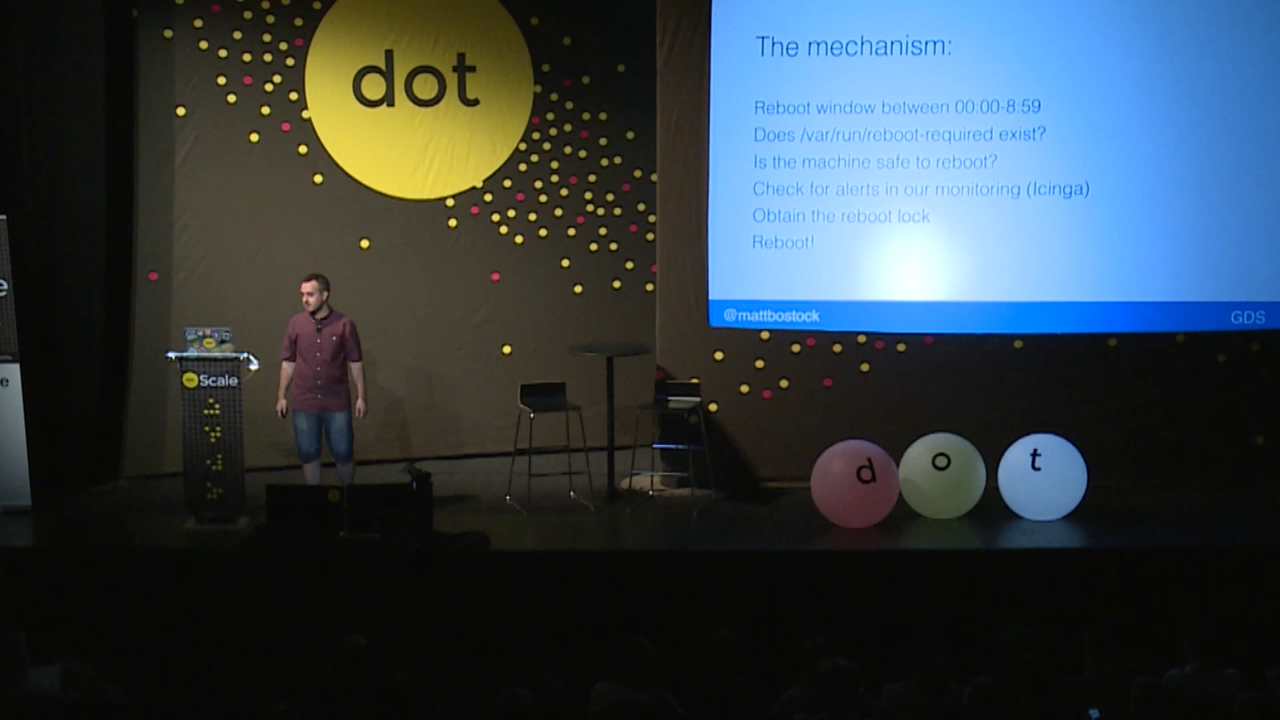 dot
The mechanism:
Reboot window between 00:00-8:59
Does /var/run/reboot-required exist?
Is the machine safe to reboot?
Check for alerts in our monitoring (Icinga)
Obtain the reboot lock
Reboot!
@mattbostock
GDS
Scale
d
o
t
e
e